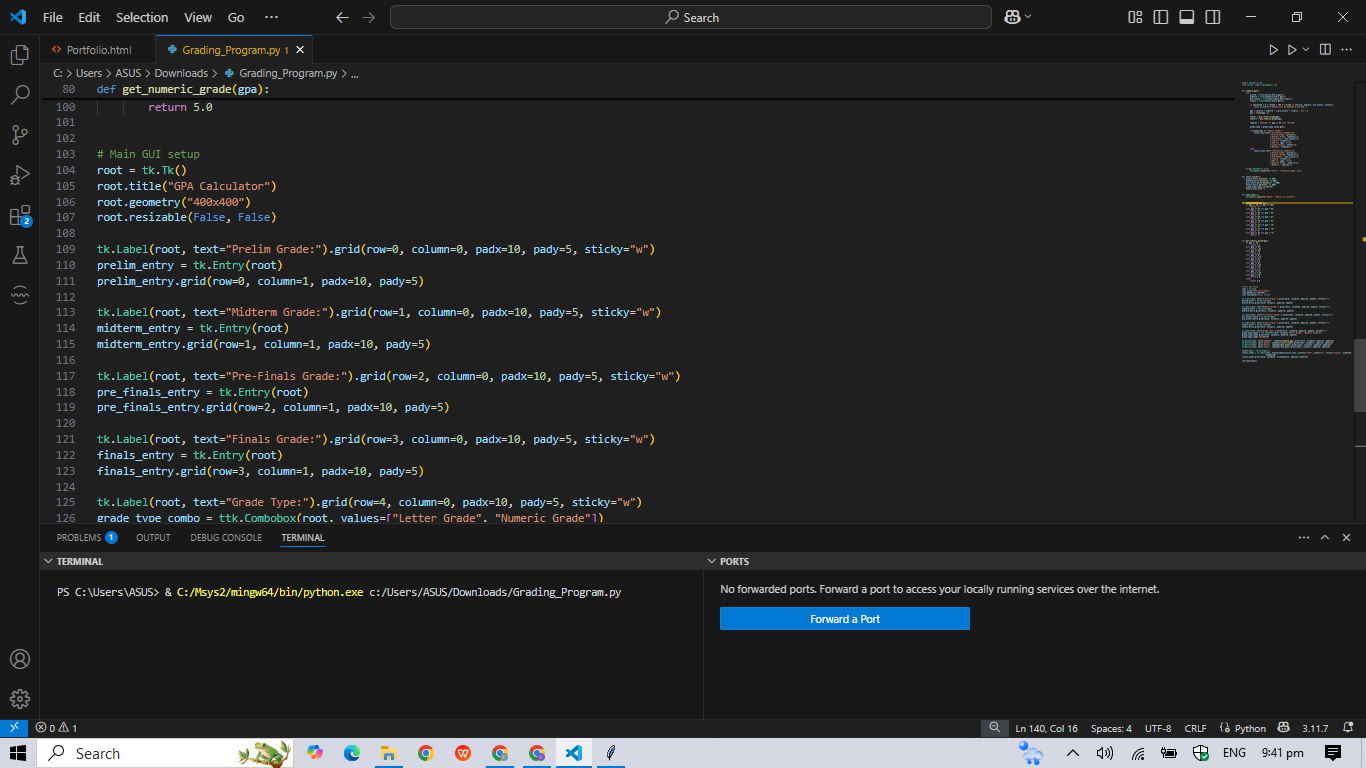 File Edit Selection View Go ··· Search
Portfolio.html Grading_Program.py 1
C: > Users > ASUS > Downloads > Grading_Program.py > ...
80 def get_numeric_grade(gpa):
100 return 5.0
101
102
103 # Main GUI setup
104 root = tk.Tk()
105 root.title("GPA Calculator")
106 root.geometry("400x400")
107 root.resizable(False, False)
108
109 tk.Label(root, text="Prelim Grade:").grid(row=0, column=0, padx=10, pady=5, sticky="w")
110 prelim_entry = tk.Entry(root)
111 prelim_entry.grid(row=0, column=1, padx=10, pady=5)
112
113 tk.Label(root, text="Midterm Grade:").grid(row=1, column=0, padx=10, pady=5, sticky="w")
114 midterm_entry = tk.Entry(root)
115 midterm_entry.grid(row=1, column=1, padx=10, pady=5)
116
117 tk.Label(root, text="Pre-Finals Grade:").grid(row=2, column=0, padx=10, pady=5, sticky="w")
118 pre_finals_entry = tk.Entry(root)
119 pre_finals_entry.grid(row=2, column=1, padx=10, pady=5)
120
121 tk.Label(root, text="Finals Grade:").grid(row=3, column=0, padx=10, pady=5, sticky="w")
122 finals_entry = tk.Entry(root)
123 finals_entry.grid(row=3, column=1, padx=10, pady=5)
124
125 tk.Label(root, text="Grade Type:").grid(row=4, column=0, padx=10, pady=5, sticky="w")
126 grade_type_combo = ttk.Combobox(root, values=["Letter Grade", "Numeric Grade"])
2
PROBLEMS 1 OUTPUT DEBUG CONSOLE TERMINAL
TERMINAL
PS C:\Users\ASUS> & C:/Msys2/mingw64/bin/python.exe c:/Users/ASUS/Downloads/Grading_Program.py
PORTS
No forwarded ports. Forward a port to access your locally running services over the internet.
Forward a Port
0 1 Ln 140, Col 16 Spaces: 4 UTF-8 CRLF Python 3.11.7
Search ENG 9:41 pm